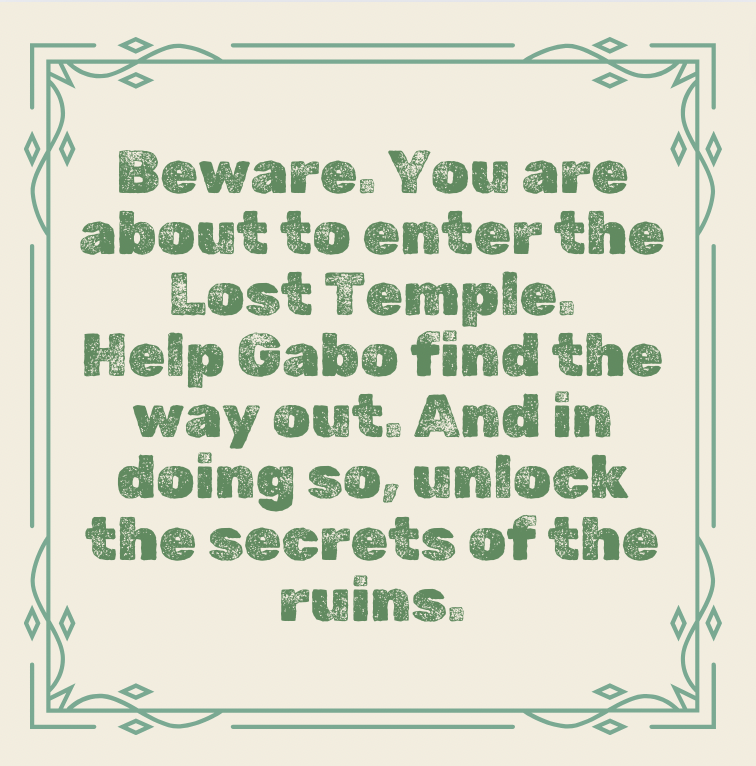 Beware. You are
about to enter the
Lost Temple.
Help Gabo find the
way out. And in
doing so, unlock
the secrets of the
ruins.